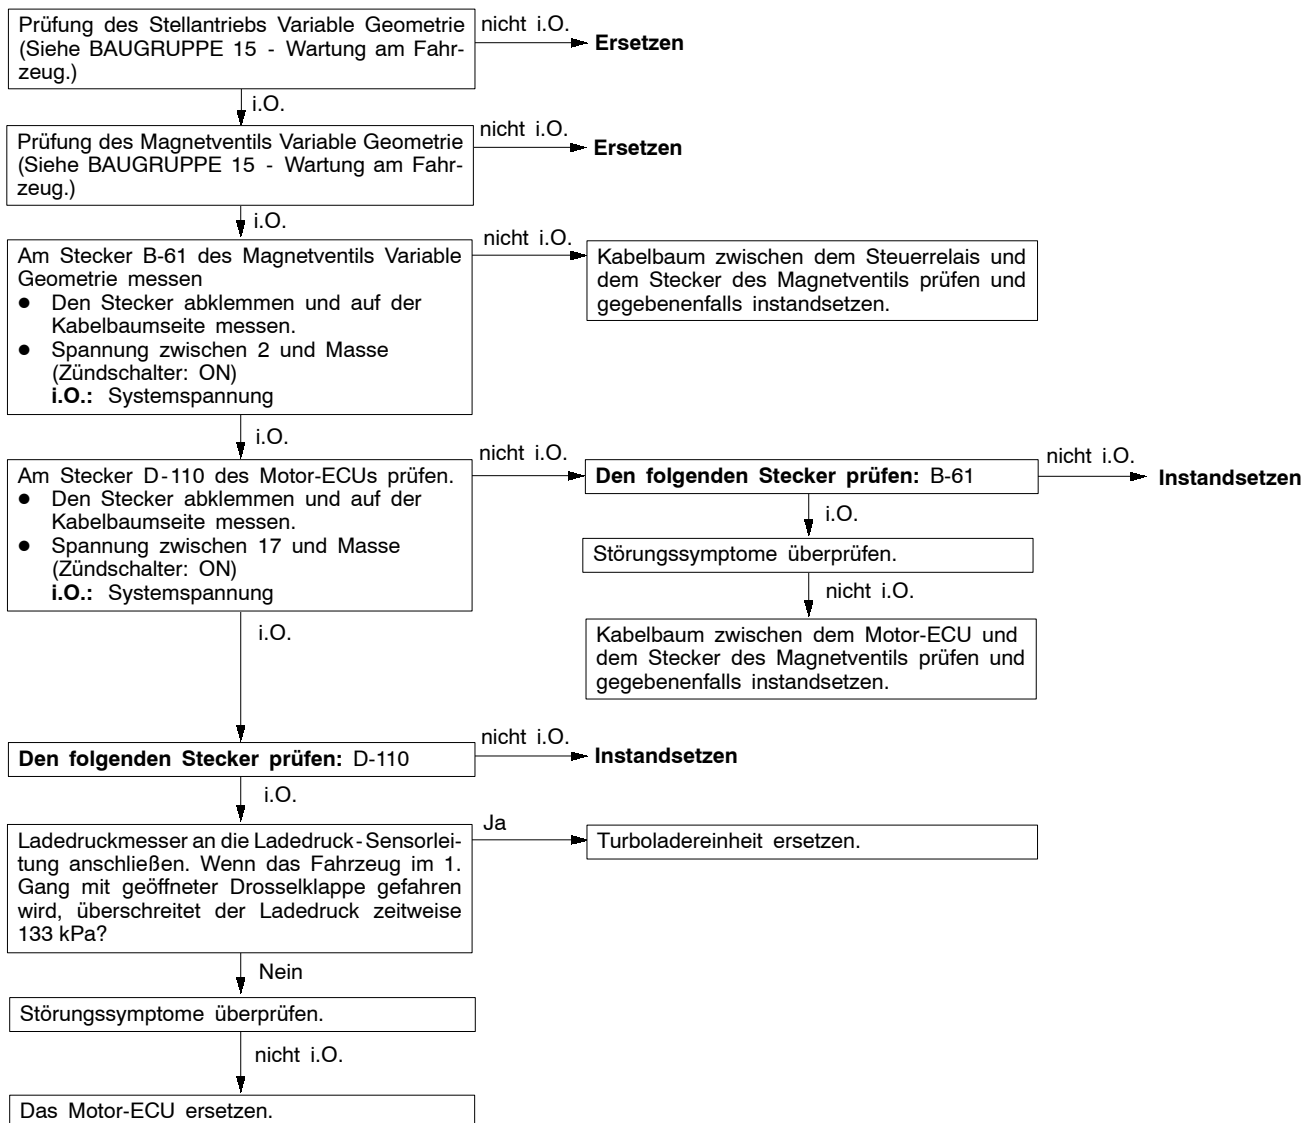 Prüfung des Stellantriebs Variable Geometrie
(Siehe BAUGRUPPE 15 - Wartung am Fahr-
zeug.)
nicht i.O.
Ersetzen
i.O.
Prüfung des Magnetventils Variable Geometrie
(Siehe BAUGRUPPE 15 - Wartung am Fahr-
zeug.)
nicht i.O.
Ersetzen
i.O.
Am Stecker B-61 des Magnetventils Variable
Geometrie messen
● Den Stecker abklemmen und auf der
Kabelbaumseite messen.
● Spannung zwischen 2 und Masse
(Zündschalter: ON)
i.O.: Systemspannung
nicht i.O.
Kabelbaum zwischen dem Steuerrelais und
dem Stecker des Magnetventils prüfen und
gegebenenfalls instandsetzen.
i.O.
Am Stecker D-110 des Motor-ECUs prüfen.
● Den Stecker abklemmen und auf der
Kabelbaumseite messen.
● Spannung zwischen 17 und Masse
(Zündschalter: ON)
i.O.: Systemspannung
nicht i.O.
Den folgenden Stecker prüfen: B-61
nicht i.O.
Instandsetzen
i.O.
Störungssymptome überprüfen.
nicht i.O.
Kabelbaum zwischen dem Motor-ECU und
dem Stecker des Magnetventils prüfen und
gegebenenfalls instandsetzen.
i.O.
Den folgenden Stecker prüfen: D-110
nicht i.O.
Instandsetzen
i.O.
Ladedruckmesser an die Ladedruck-Sensorlei-
tung anschließen. Wenn das Fahrzeug im 1.
Gang mit geöffneter Drosselklappe gefahren
wird, überschreitet der Ladedruck zeitweise
133 kPa?
Ja
Turboladereinheit ersetzen.
Nein
Störungssymptome überprüfen.
nicht i.O.
Das Motor-ECU ersetzen.